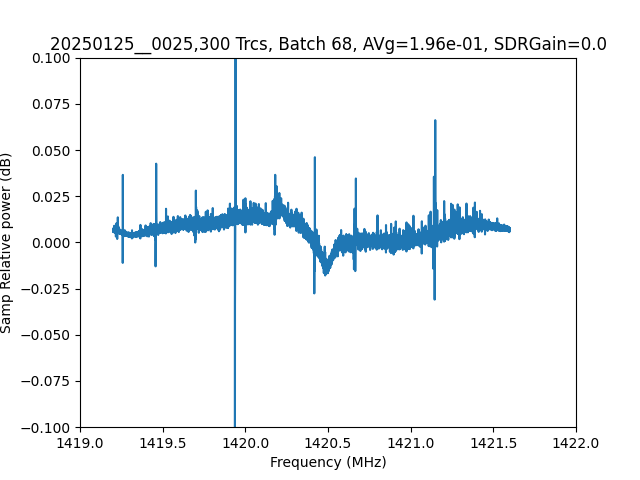 20250125__0025,300 Trcs, Batch 68, AVg=1.96e-01, SDRGain=0.0
0.100
0.075
0.050
0.025
0.000
−0.025
−0.050
−0.075
−0.100
Samp Relative power (dB)
1419.0 1419.5 1420.0 1420.5 1421.0 1421.5 1422.0
Frequency (MHz)